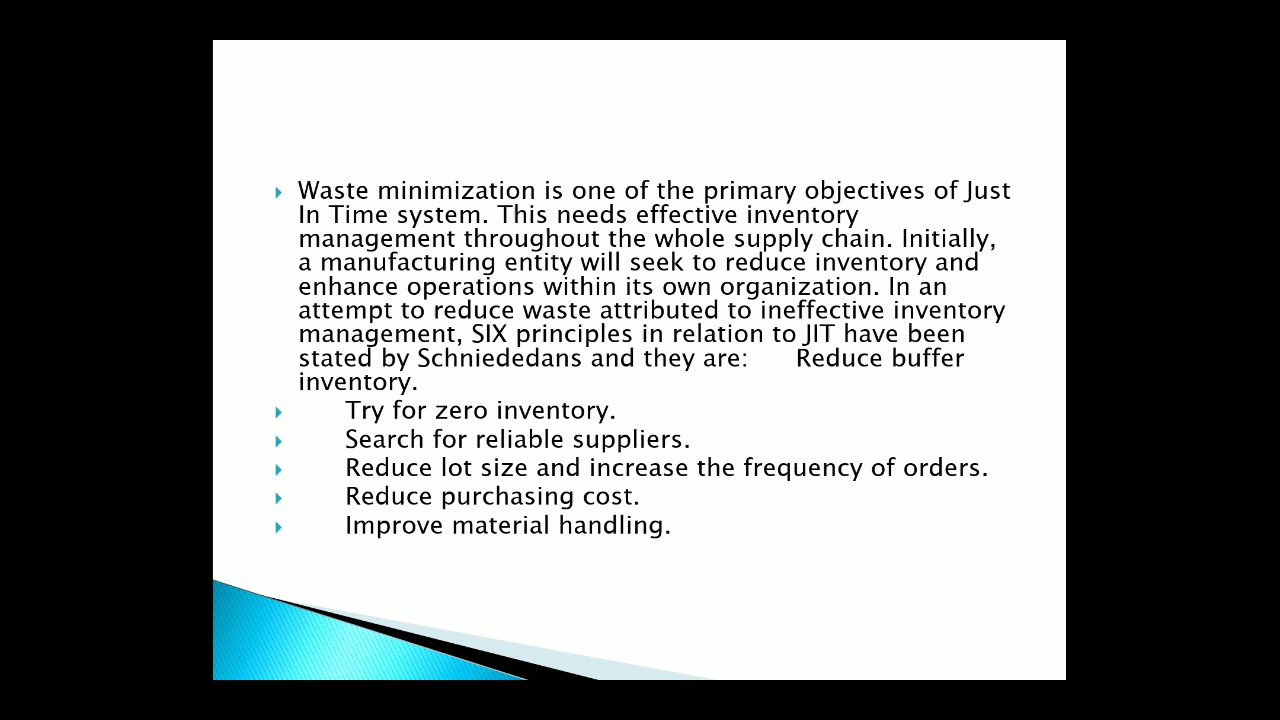 Waste minimization is one of the primary objectives of Just
In Time system. This needs effective inventory
management throughout the whole supply chain. Initially,
a manufacturing entity will seek to reduce inventory and
enhance operations within its own organization. In an
attempt to reduce waste attributed to ineffective inventory
management, SIX principles in relation to JIT have been
stated by Schniededans and they are: Reduce buffer
inventory.
Try for zero inventory.
Search for reliable suppliers.
Reduce lot size and increase the frequency of orders.
Reduce purchasing cost.
Improve material handling.